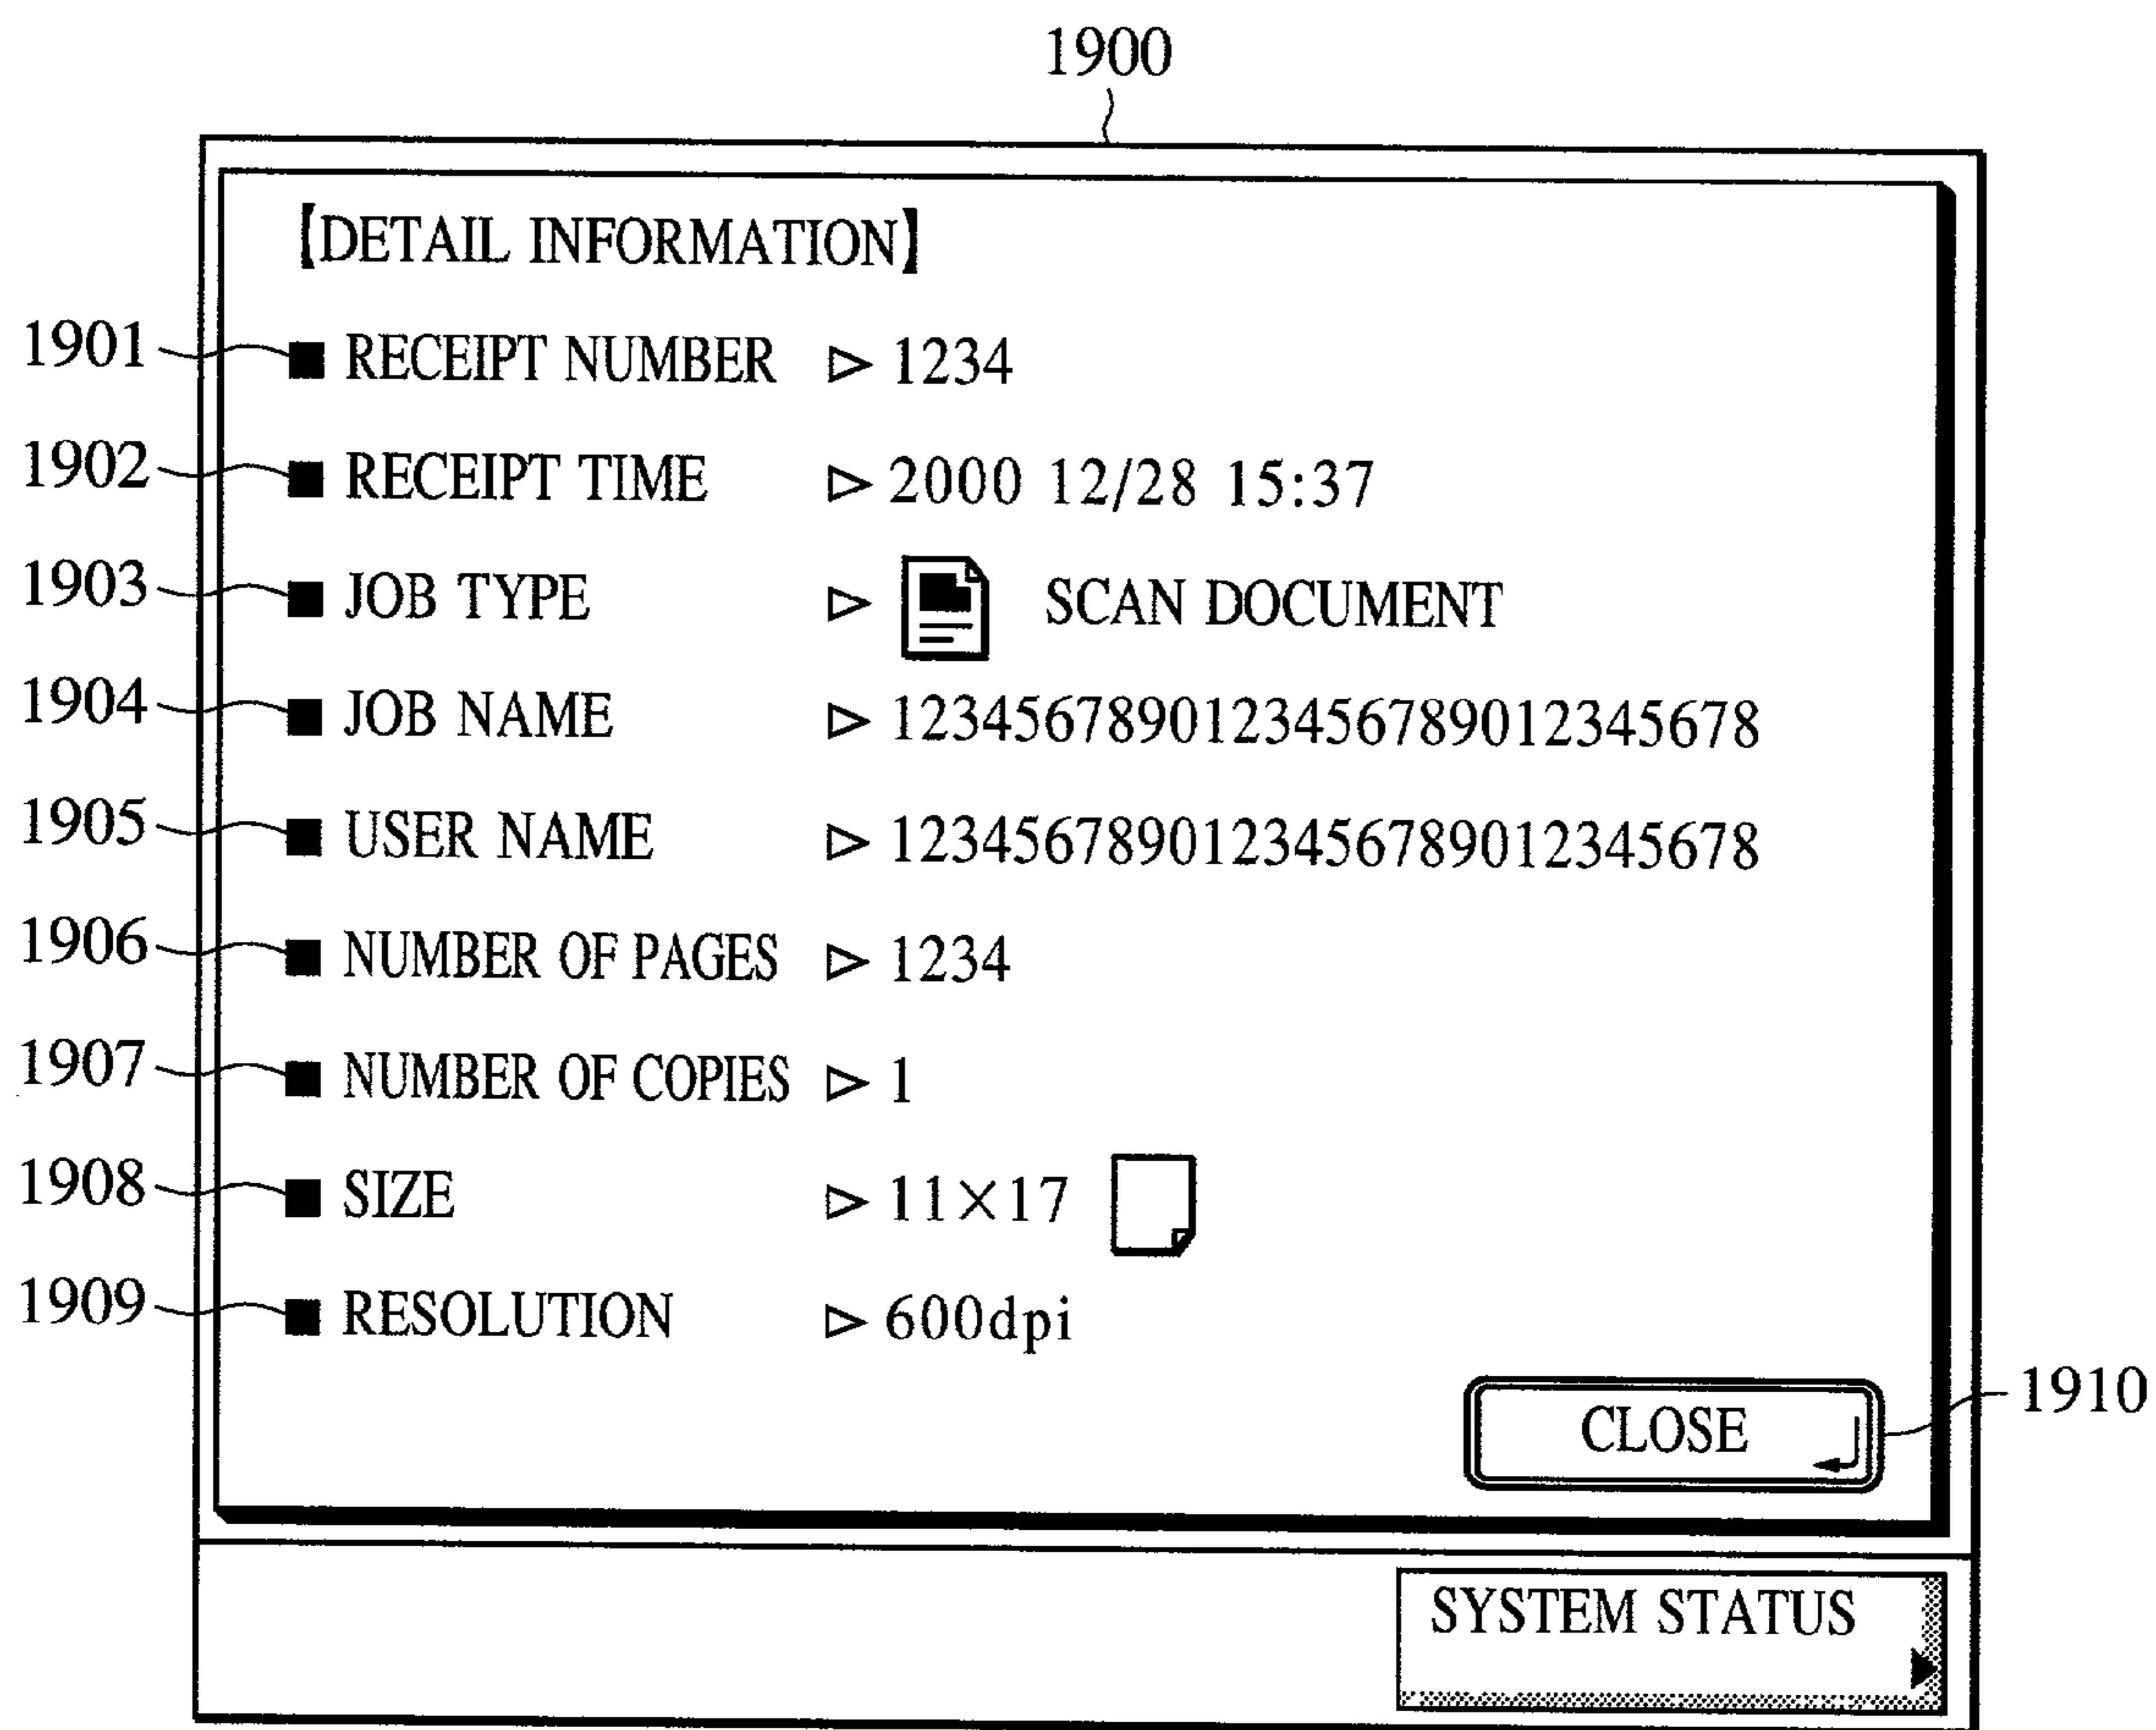 1900
【DETAIL INFORMATION】
1901 ■ RECEIPT NUMBER ▷ 1234
1902 ■ RECEIPT TIME ▷ 2000 12/28 15:37
1903 ■ JOB TYPE ▷ SCAN DOCUMENT
1904 ■ JOB NAME ▷ 1234567890123456789012345678
1905 ■ USER NAME ▷ 1234567890123456789012345678
1906 ■ NUMBER OF PAGES ▷ 1234
1907 ■ NUMBER OF COPIES ▷ 1
1908 ■ SIZE ▷ 11×17
1909 ■ RESOLUTION ▷ 600dpi
CLOSE 1910
SYSTEM STATUS